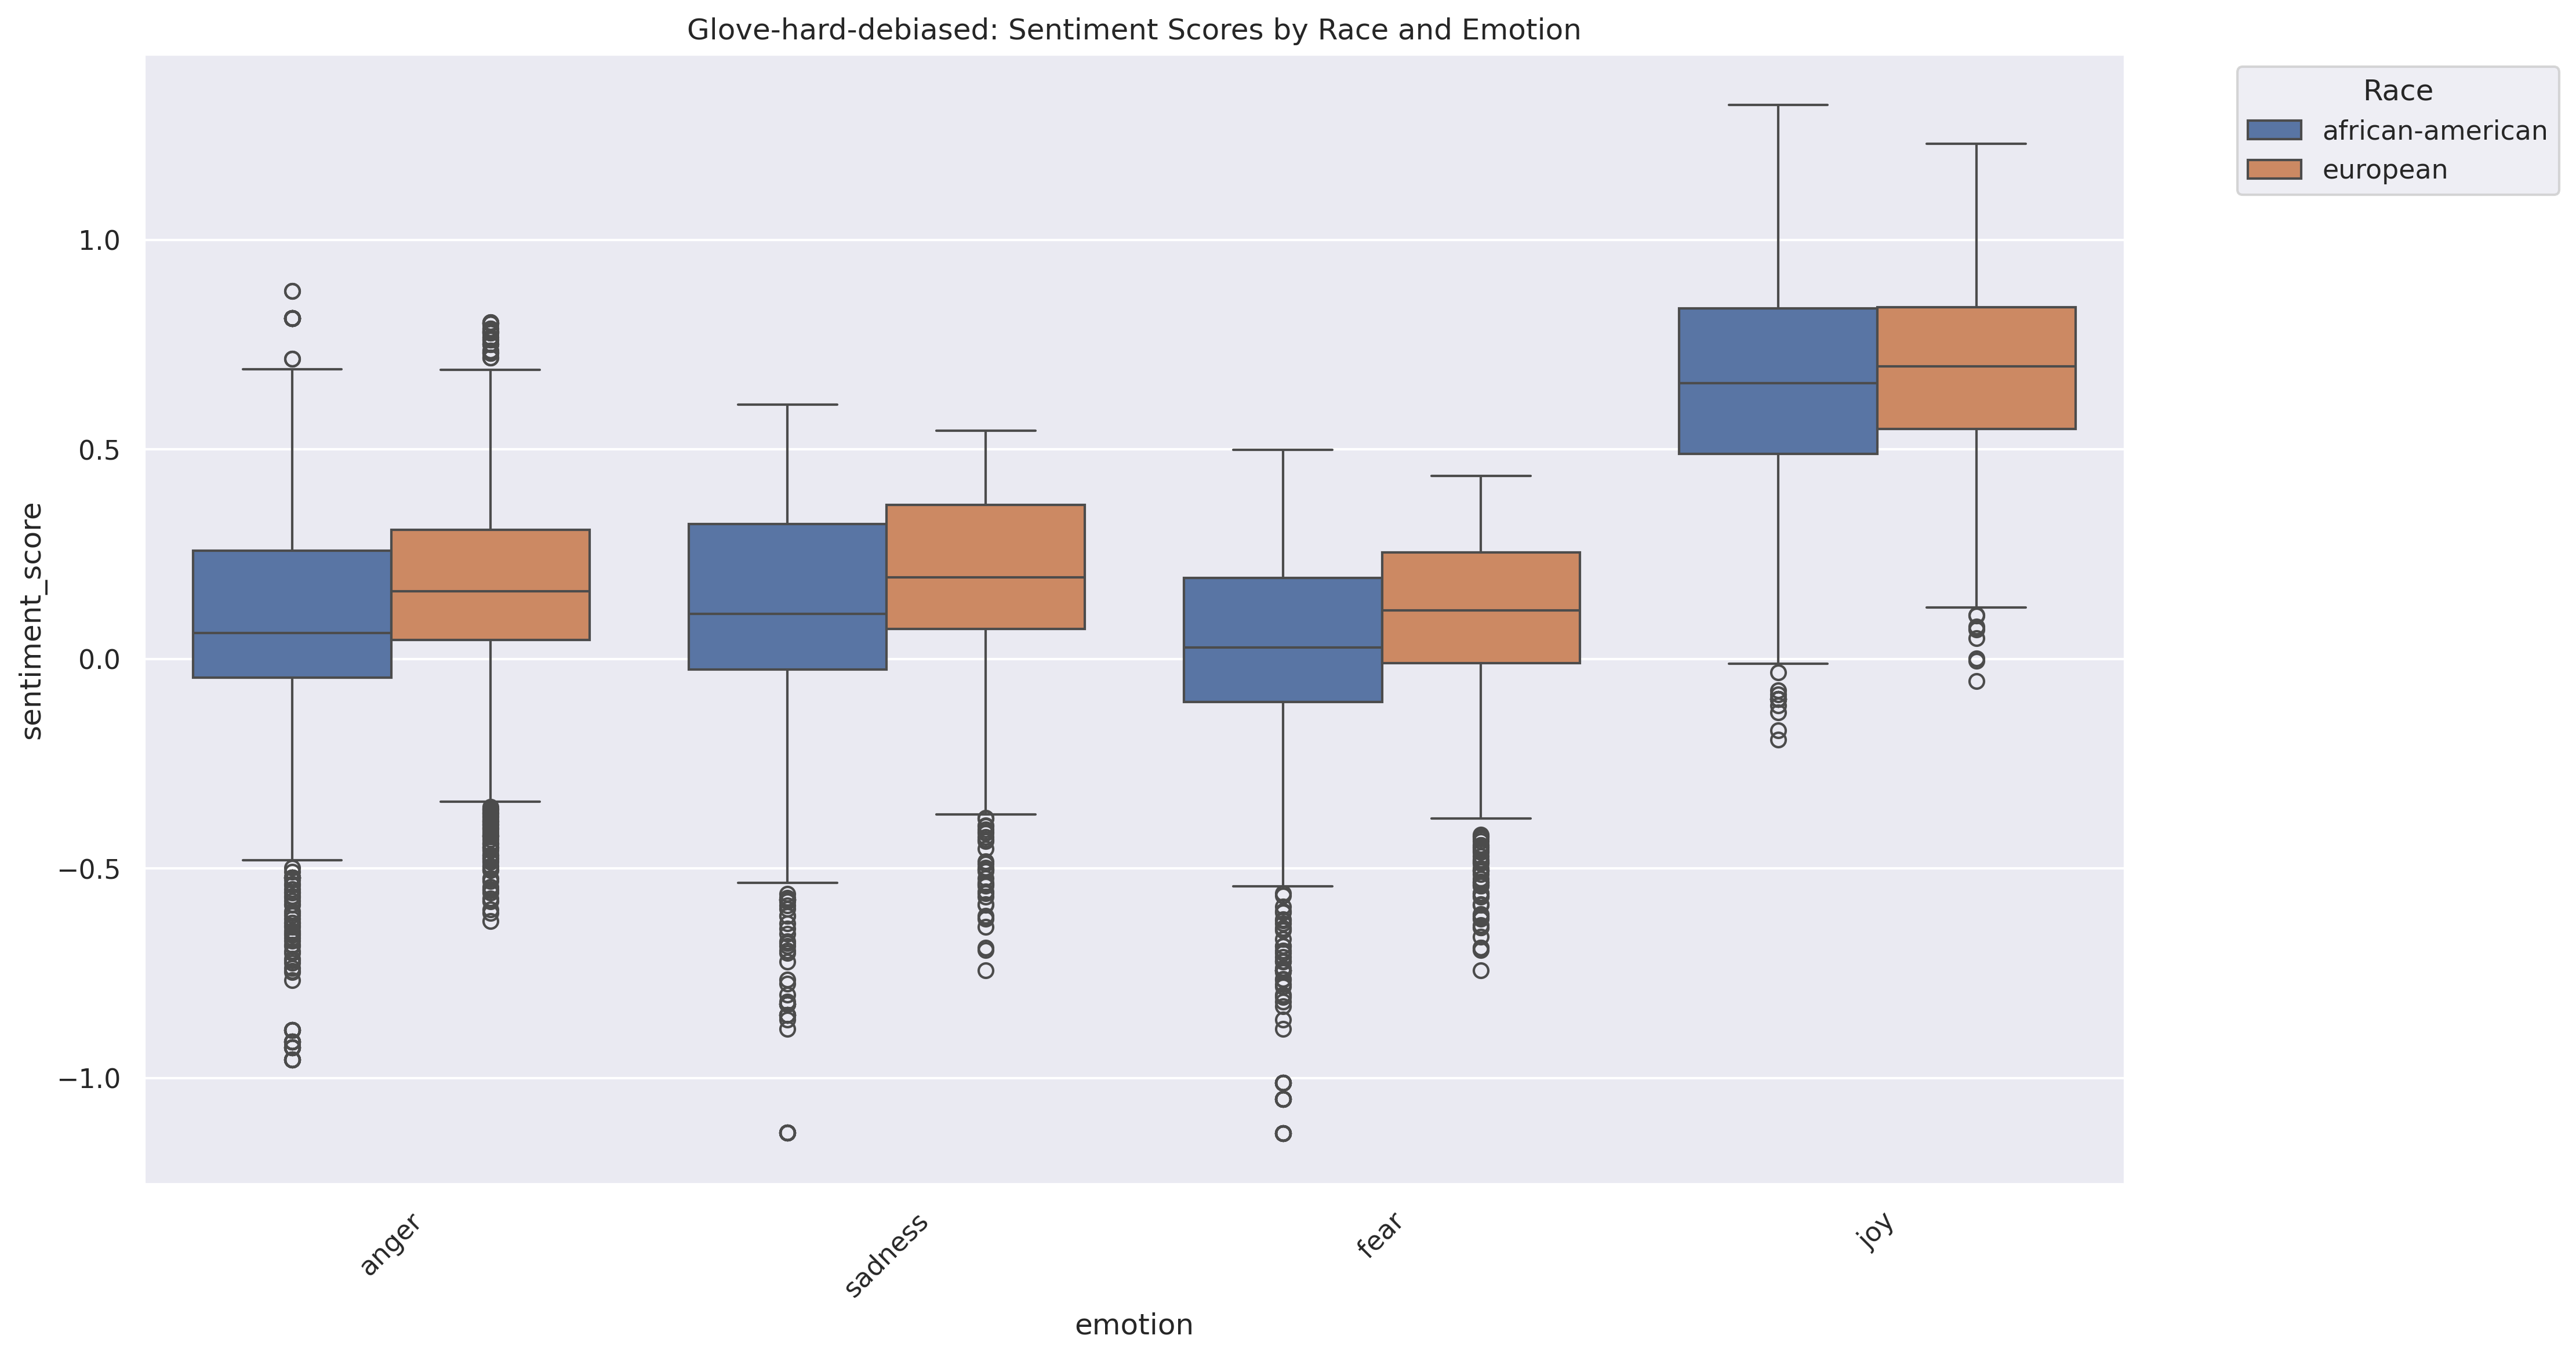 Glove-hard-debiased: Sentiment Scores by Race and Emotion
Race
african-american
european
sentiment_score
1.0
0.5
0.0
−0.5
−1.0
anger
sadness
fear
joy
emotion